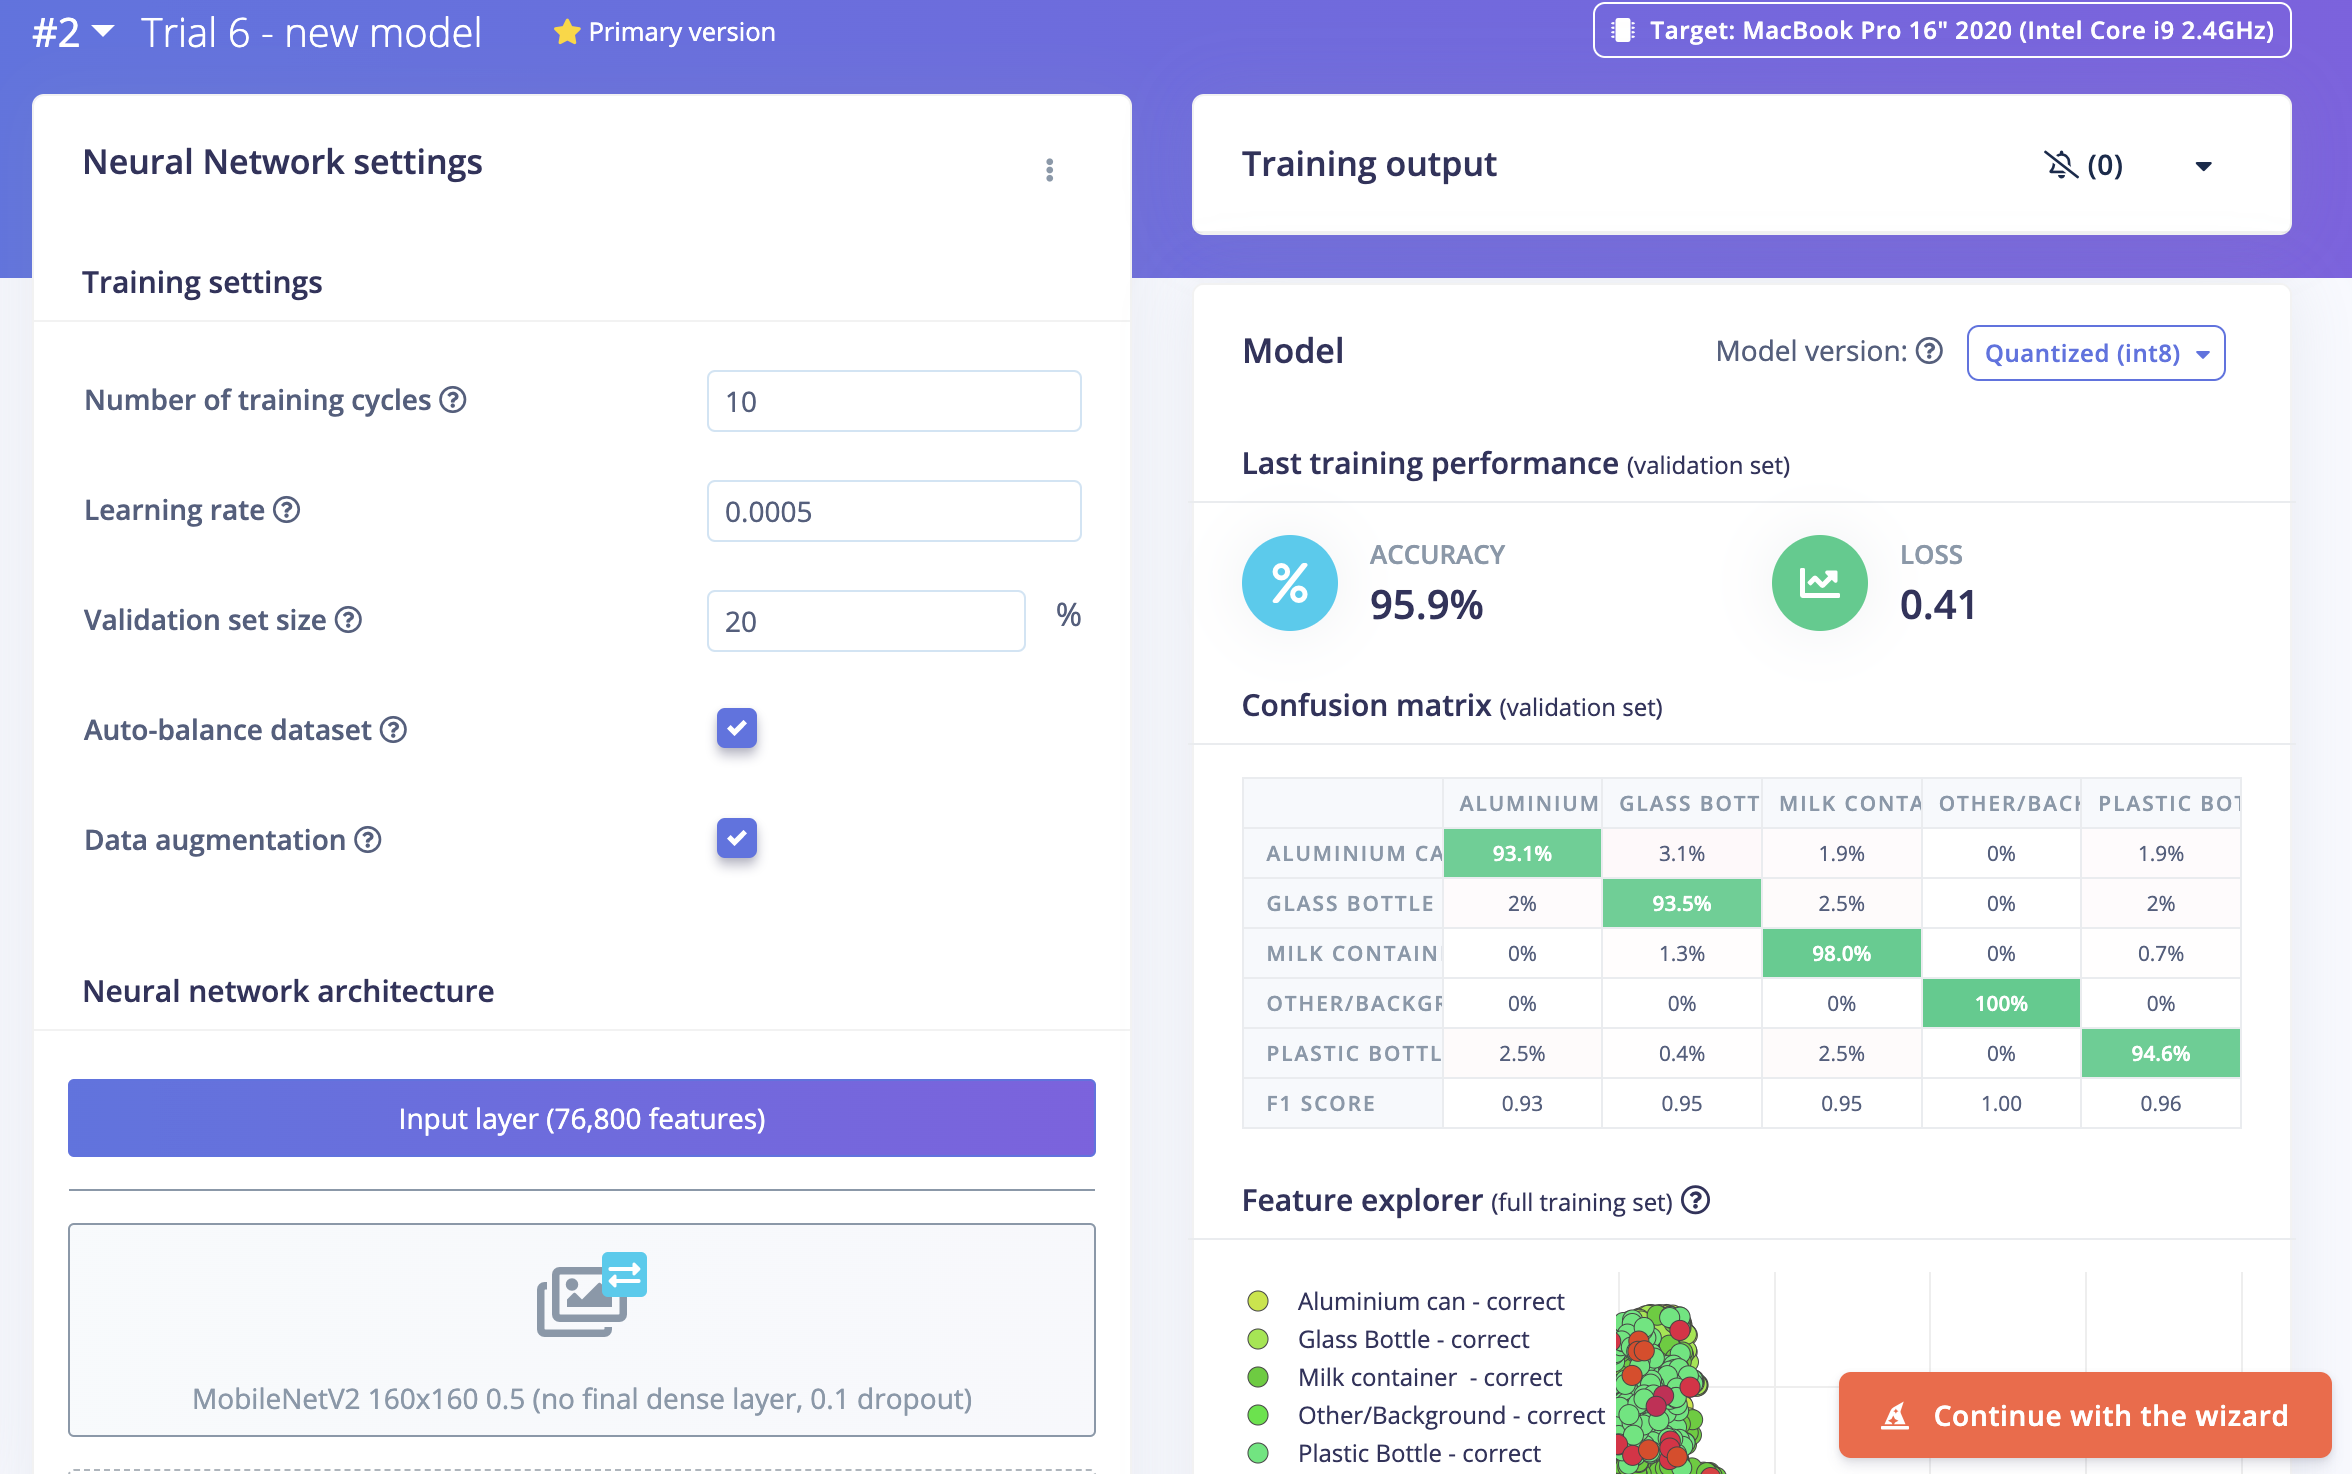 #2 Trial 6 - new model Primary version Target: MacBook Pro 16" 2020 (Intel Core i9 2.4GHz)
Neural Network settings
Training settings
Number of training cycles ? 10
Learning rate ? 0.0005
Validation set size ? 20 %
Auto-balance dataset ?
Data augmentation ?
Neural network architecture
Input layer (76,800 features)
MobileNetV2 160x160 0.5 (no final dense layer, 0.1 dropout)
Training output (0)
Model Model version: ? Quantized (int8)
Last training performance (validation set)
% ACCURACY LOSS
95.9% 0.41
Confusion matrix (validation set)
ALUMINIUM GLASS BOTT MILK CONTA OTHER/BACK PLASTIC BOT
ALUMINIUM CA 93.1% 3.1% 1.9% 0% 1.9%
GLASS BOTTLE 2% 93.5% 2.5% 0% 2%
MILK CONTAIN 0% 1.3% 98.0% 0% 0.7%
OTHER/BACKGR 0% 0% 0% 100% 0%
PLASTIC BOTTL 2.5% 0.4% 2.5% 0% 94.6%
F1 SCORE 0.93 0.95 0.95 1.00 0.96
Feature explorer (full training set) ?
Aluminium can - correct
Glass Bottle - correct
Milk container - correct
Other/Background - correct
Plastic Bottle - correct
Continue with the wizard